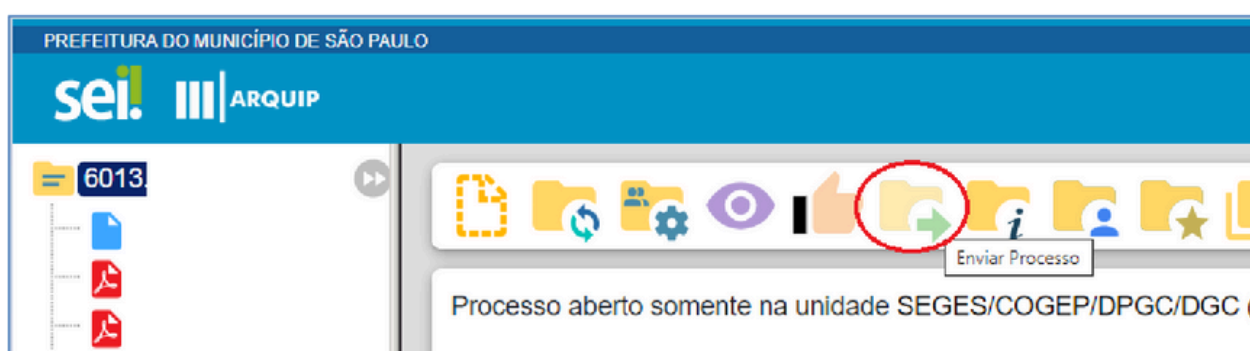 PREFEITURA DO MUNICÍPIO DE SÃO PAULO
sei! ARQUIP
6013.
Enviar Processo
Processo aberto somente na unidade SEGES/COGEP/DPGC/DGC (